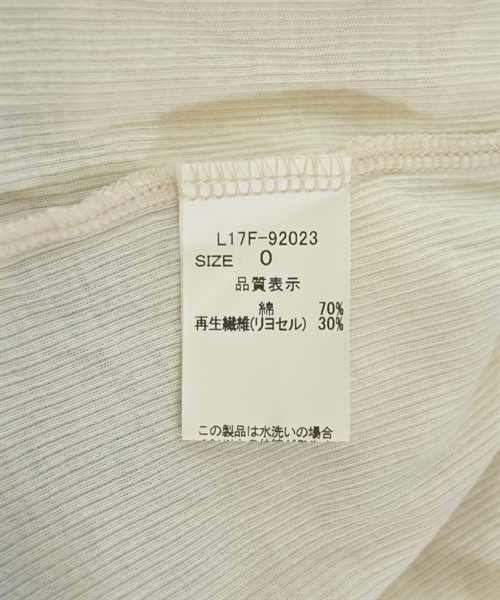 L17F-92023
SIZE 0
品質表示
綿 70%
再生繊維(リヨセル) 30%
この製品は水洗いの場合